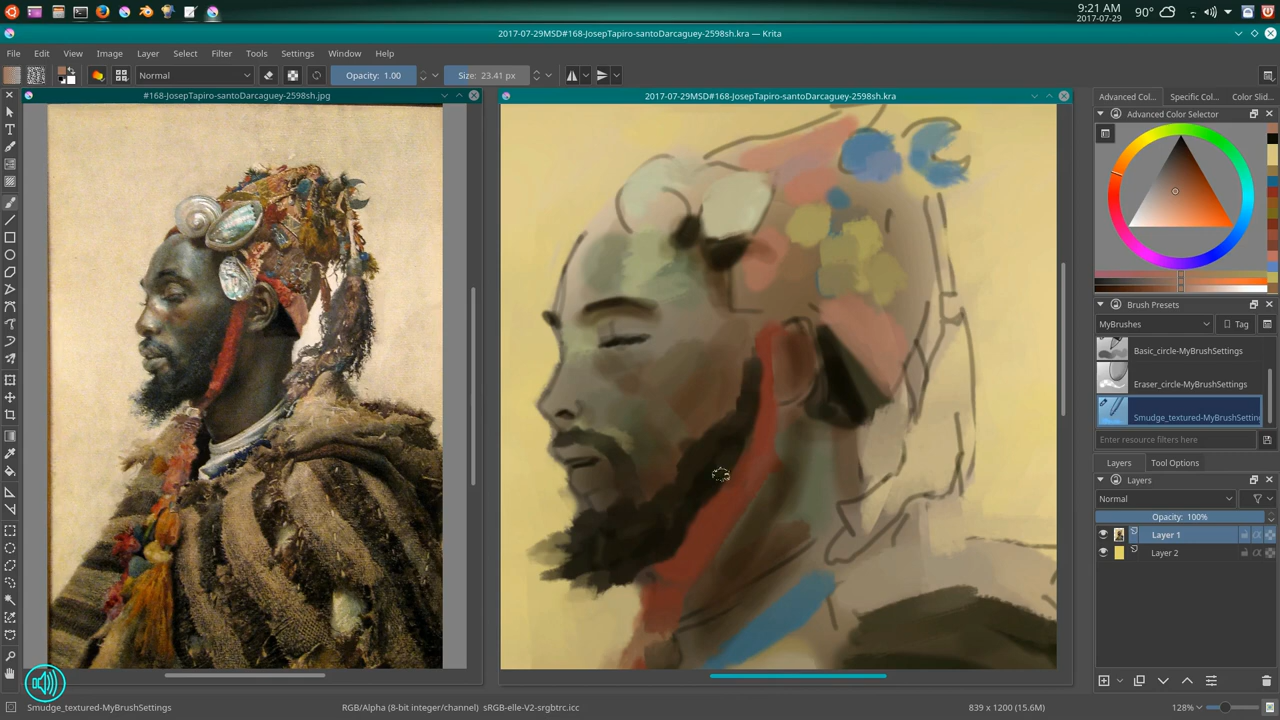 9:21 AM
2017-07-29
90°
2017-07-29MSD#168-JosepTapiro-santoDarcaguey-2598sh.kra — Krita
File Edit View Image Layer Select Filter Tools Settings Window Help
Normal Opacity: 1.00 Size: 23.41 px
#168-JosepTapiro-santoDarcaguey-2598sh.jpg
2017-07-29MSD#168-JosepTapiro-santoDarcaguey-2598sh.kra
Advanced Col... Specific Col... Color Slid...
Advanced Color Selector
Brush Presets
MyBrushes Tag
Basic_circle-MyBrushSettings
Eraser_circle-MyBrushSettings
Smudge_textured-MyBrushSetting
Enter resource filters here
Layers Tool Options
Layers
Normal
Opacity: 100%
Layer 1
Layer 2
Smudge_textured-MyBrushSettings RGB/Alpha (8-bit integer/channel) sRGB-elle-V2-srgbtrc.icc 839 x 1200 (15.6M) 128%